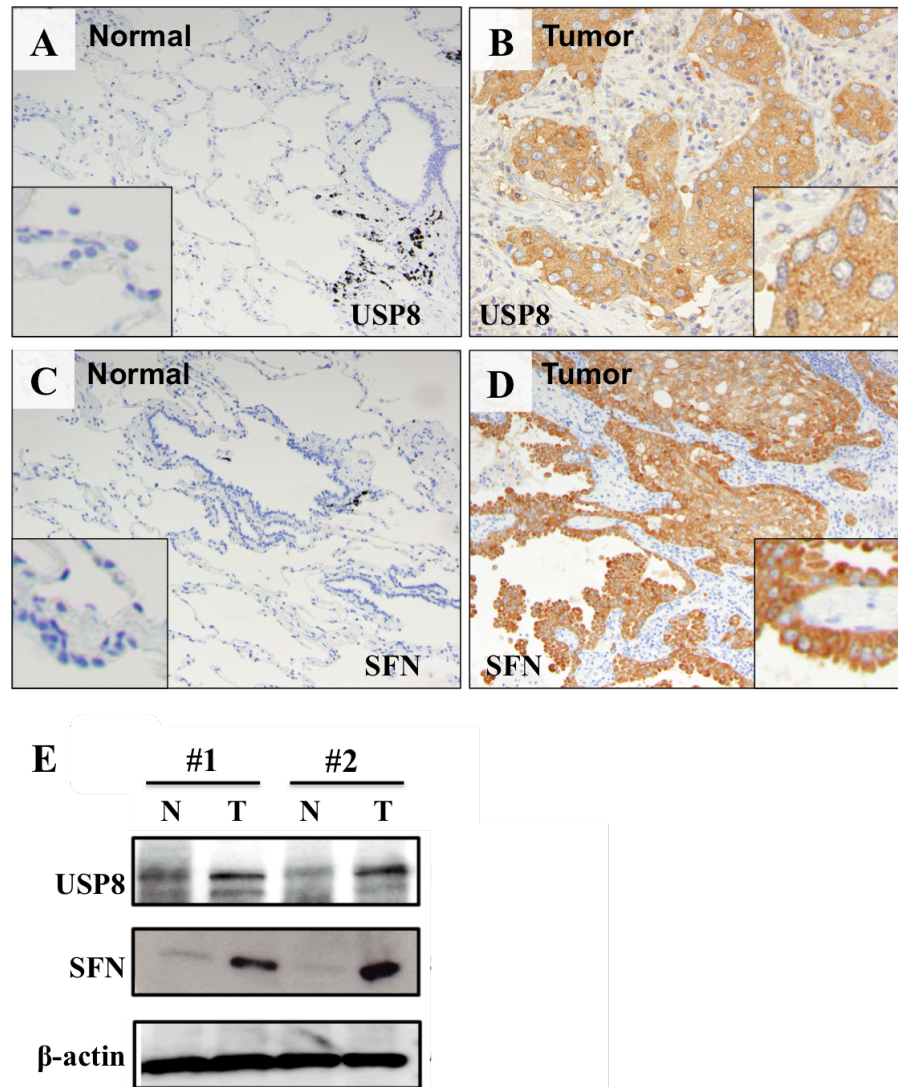 A Normal
B Tumor
USP8
USP8
C Normal
D Tumor
SFN
SFN
E
#1 #2
N T N T
USP8
SFN
β-actin